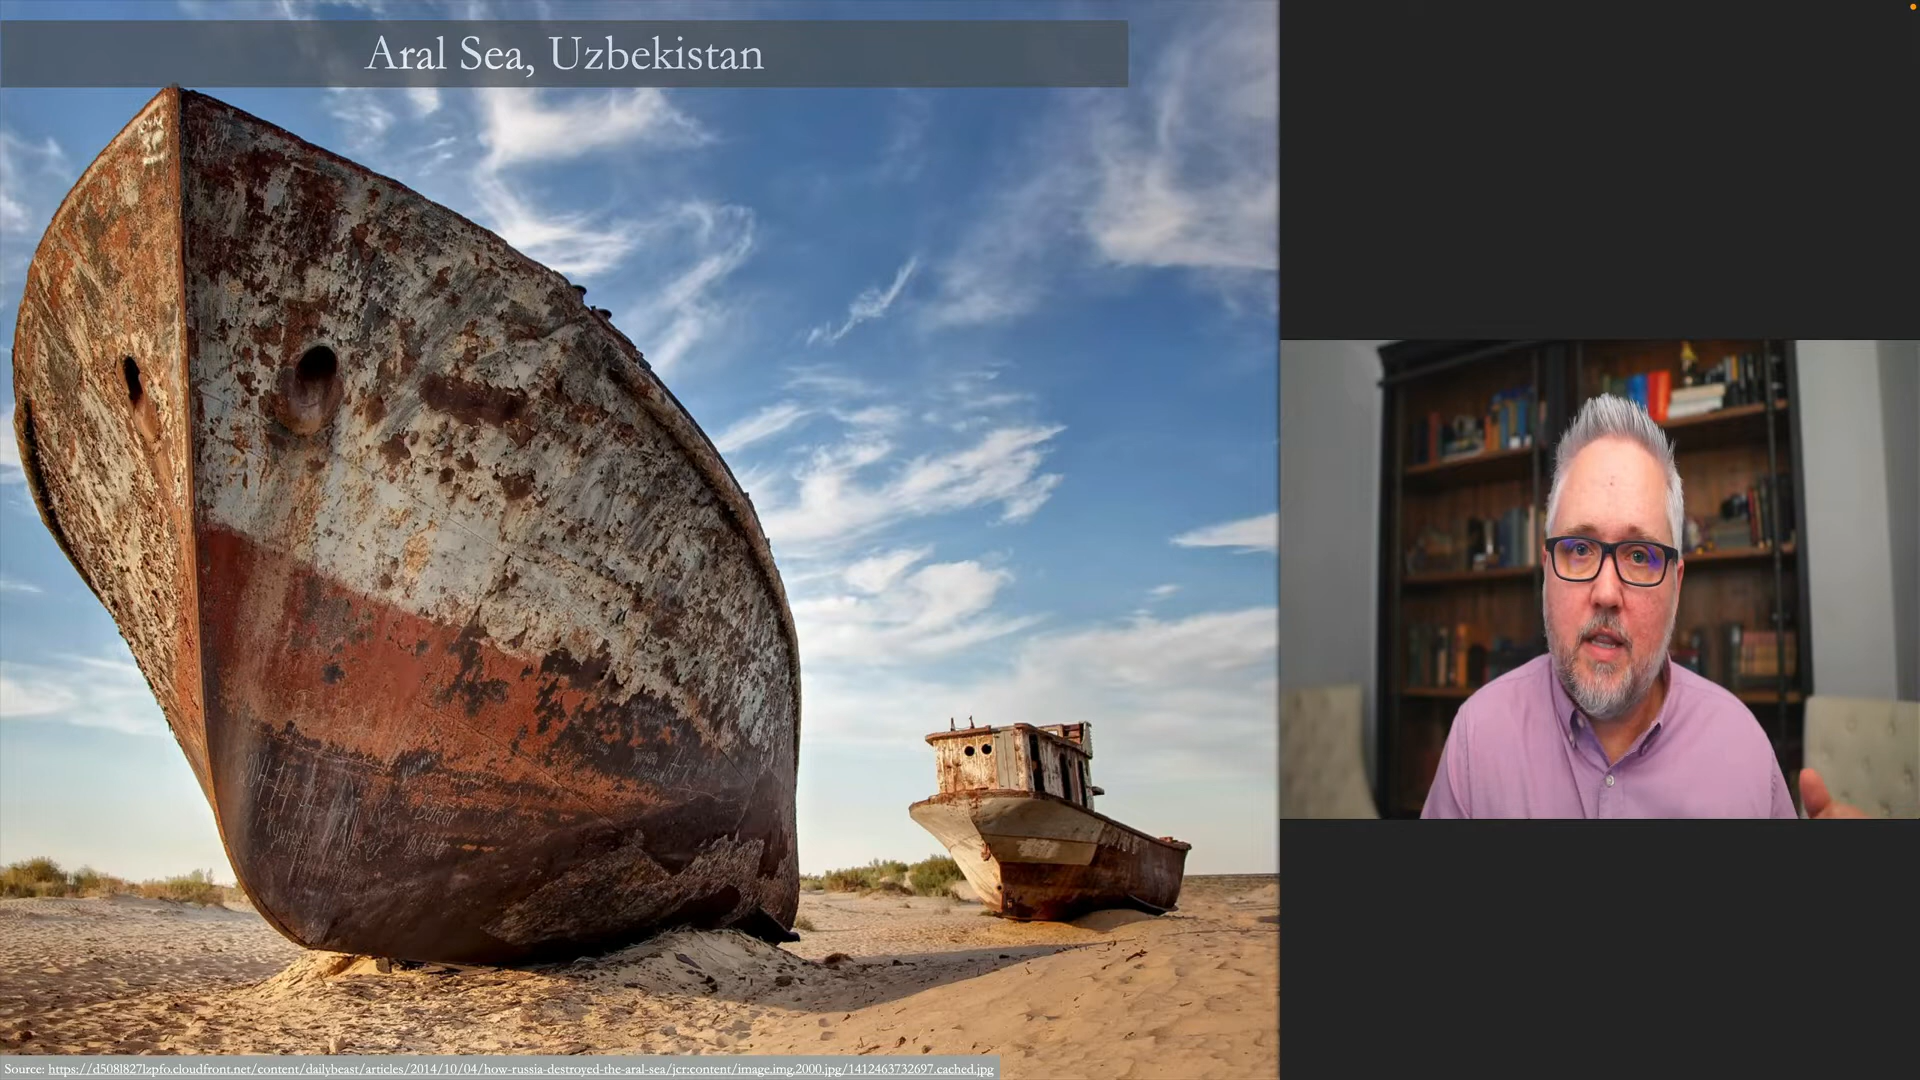 Aral Sea, Uzbekistan
Source: https://d508l827lzpfo.cloudfront.net/content/dailybeast/articles/2014/10/04/how-russia-destroyed-the-aral-sea/jcr:content/image.img.2000.jpg/1412463732697.cached.jpg